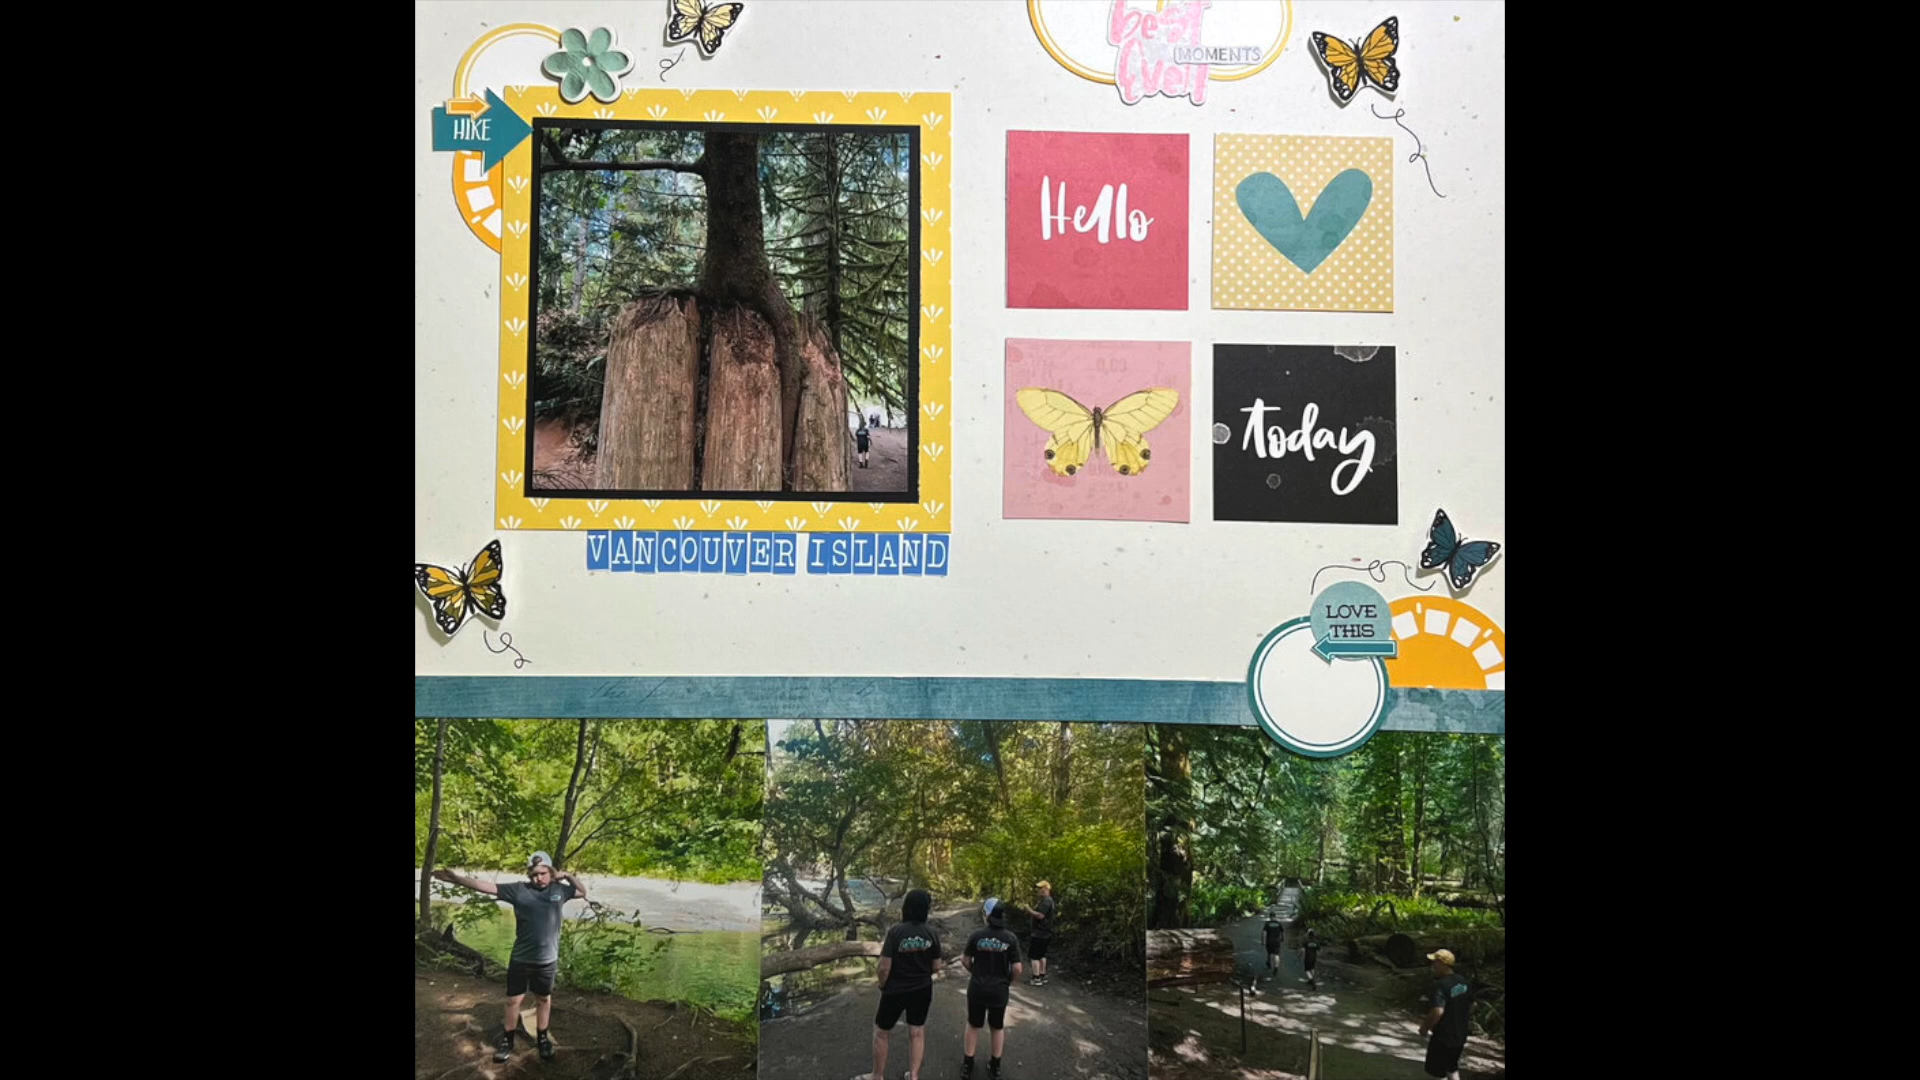 best
ever
MOMENTS
HIKE
Hello
today
VANCOUVER ISLAND
LOVE
THIS